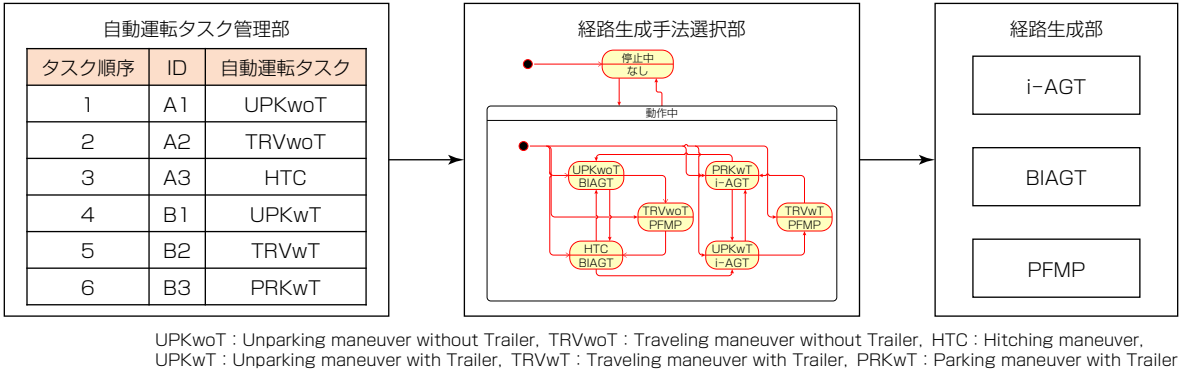 自動運転タスク管理部
タスク順序 ID 自動運転タスク
1 A1 UPKwoT
2 A2 TRVwoT
3 A3 HTC
4 B1 UPKwT
5 B2 TRVwT
6 B3 PRKwT
経路生成手法選択部
停止中
なし
動作中
UPKwoT
BIAGT
PRKwT
i-AGT
TRVwoT
PFMP
TRVwT
PFMP
HTC
BIAGT
UPKwT
i-AGT
経路生成部
i-AGT
BIAGT
PFMP
UPKwoT：Unparking maneuver without Trailer, TRVwoT：Traveling maneuver without Trailer, HTC：Hitching maneuver,
UPKwT：Unparking maneuver with Trailer, TRVwT：Traveling maneuver with Trailer, PRKwT：Parking maneuver with Trailer